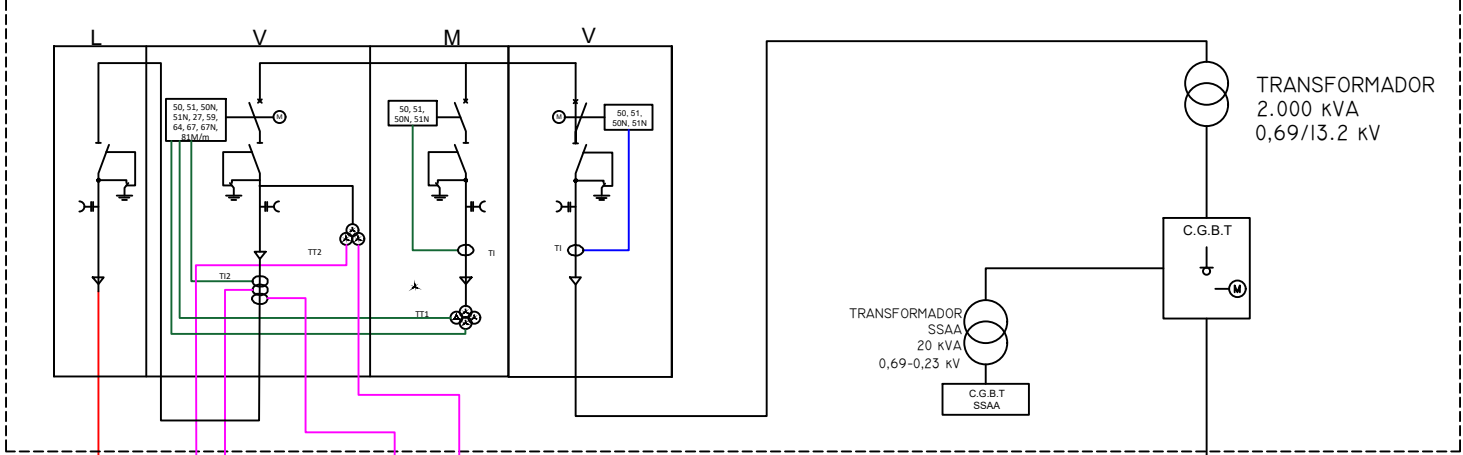 L
V
M
V
50, 51, 50N,
51N, 27, 59,
64, 67, 67N,
81M/m
M
50, 51,
50N, 51N
M
50, 51,
50N, 51N
TT2
TI2
TI
TT1
TI
TRANSFORMADOR
2.000 KVA
0,69/13.2 KV
C.G.B.T
M
TRANSFORMADOR
SSAA
20 KVA
0,69-0,23 KV
C.G.B.T
SSAA